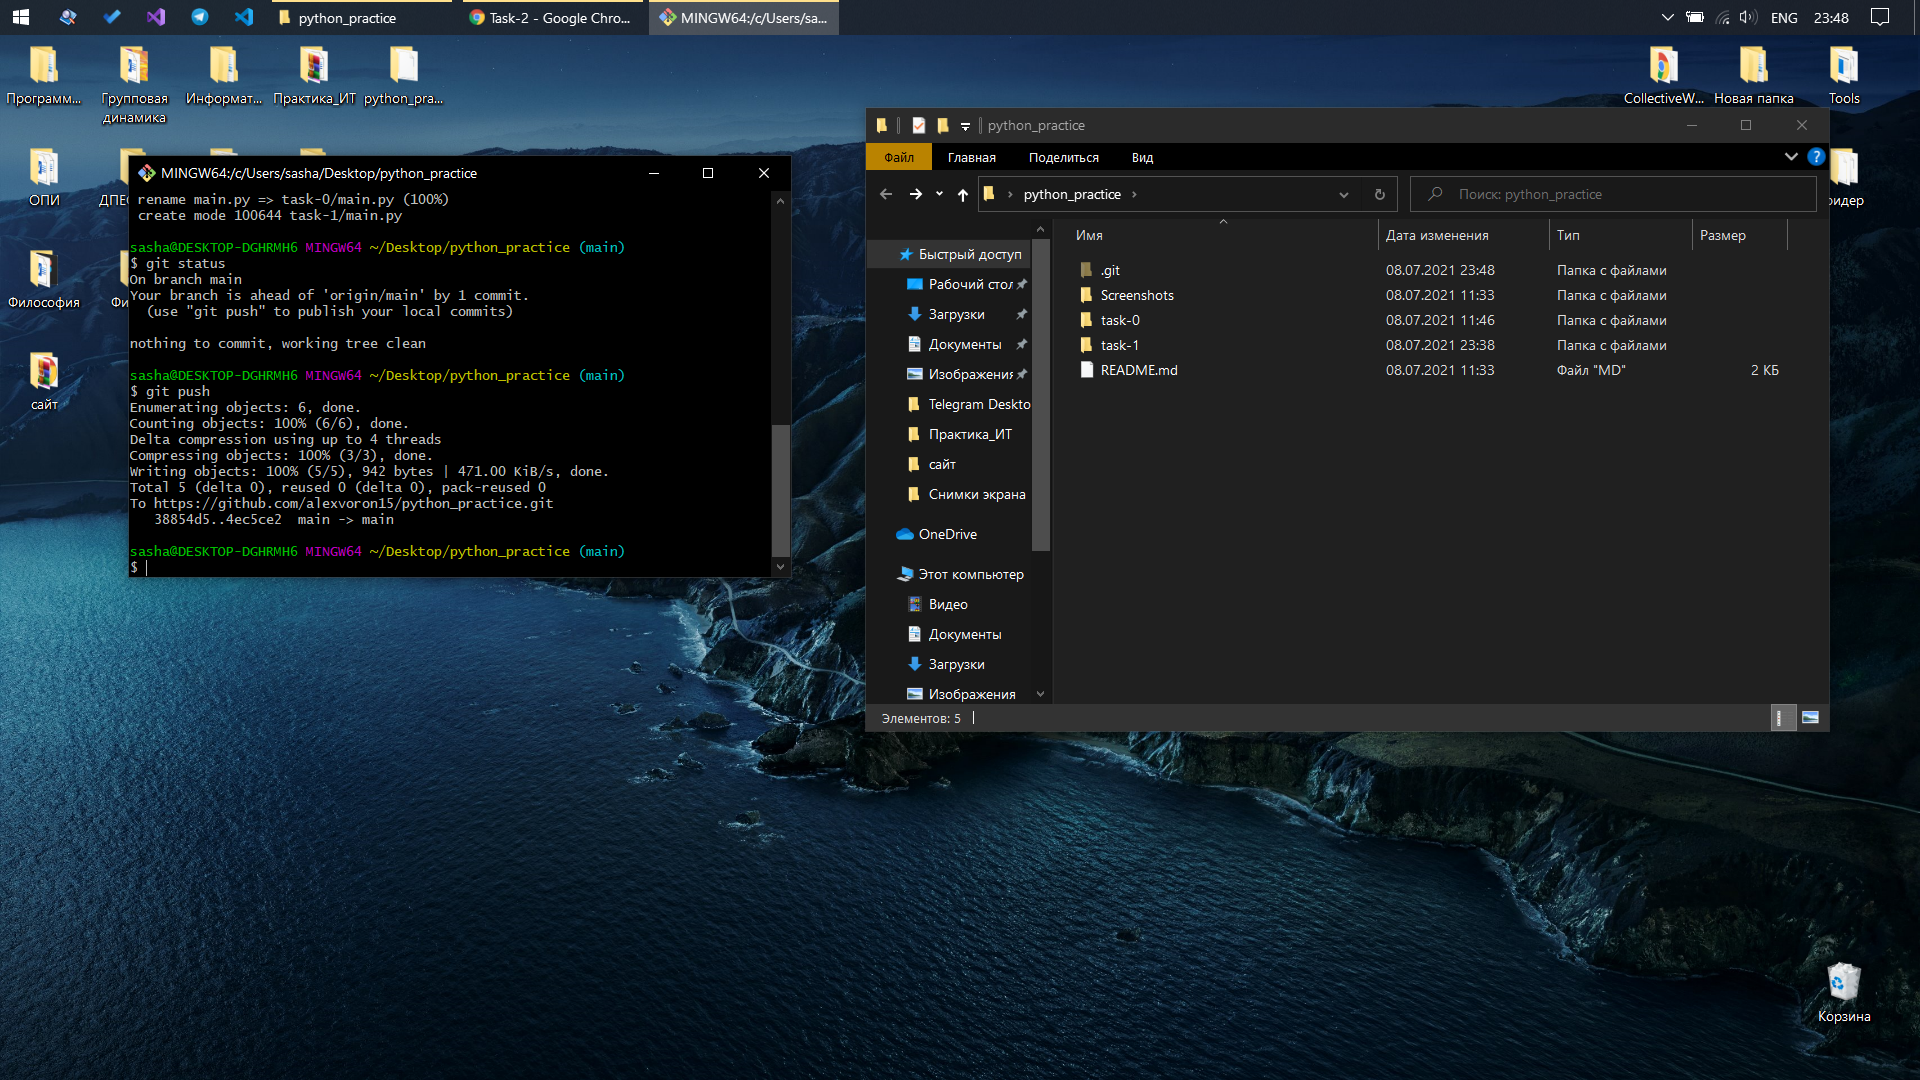 python_practice
Task-2 - Google Chro...
MINGW64:/c/Users/sa...
ENG
23:48
Программ...
Групповая динамика
Информат...
Практика_ИТ
python_pra...
CollectiveW...
Новая папка
Tools
ОПИ
Философия
сайт
Корзина
MINGW64:/c/Users/sasha/Desktop/python_practice
rename main.py => task-0/main.py (100%)
create mode 100644 task-1/main.py
sasha@DESKTOP-DGHRMH6 MINGW64 ~/Desktop/python_practice (main)
$ git status
On branch main
Your branch is ahead of 'origin/main' by 1 commit.
(use "git push" to publish your local commits)
nothing to commit, working tree clean
sasha@DESKTOP-DGHRMH6 MINGW64 ~/Desktop/python_practice (main)
$ git push
Enumerating objects: 6, done.
Counting objects: 100% (6/6), done.
Delta compression using up to 4 threads
Compressing objects: 100% (3/3), done.
Writing objects: 100% (5/5), 942 bytes | 471.00 KiB/s, done.
Total 5 (delta 0), reused 0 (delta 0), pack-reused 0
To https://github.com/alexvoron15/python_practice.git
38854d5..4ec5ce2  main -> main
sasha@DESKTOP-DGHRMH6 MINGW64 ~/Desktop/python_practice (main)
$
python_practice
Файл Главная Поделиться Вид
python_practice
Поиск: python_practice
Быстрый доступ
Рабочий стол
Загрузки
Документы
Изображения
Telegram Deskto
Практика_ИТ
сайт
Снимки экрана
OneDrive
Этот компьютер
Видео
Документы
Загрузки
Изображения
Имя Дата изменения Тип Размер
.git 08.07.2021 23:48 Папка с файлами
Screenshots 08.07.2021 11:33 Папка с файлами
task-0 08.07.2021 11:46 Папка с файлами
task-1 08.07.2021 23:38 Папка с файлами
README.md 08.07.2021 11:33 Файл "MD" 2 КБ
Элементов: 5